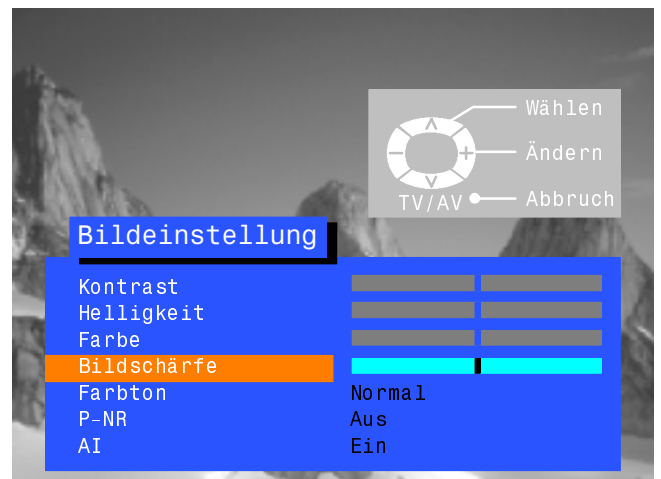 Wählen
Ändern
TV/AV Abbruch
Bildeinstellung
Kontrast
Helligkeit
Farbe
Bildschärfe
Farbton Normal
P-NR Aus
AI Ein